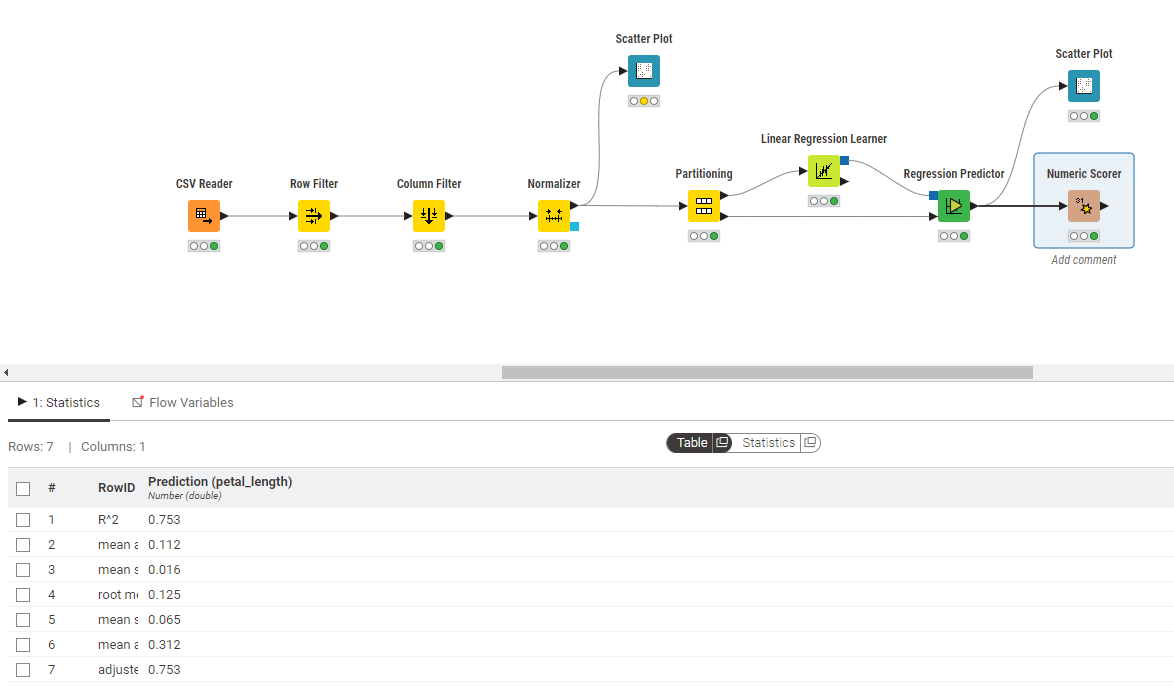 Scatter Plot
Scatter Plot
Linear Regression Learner
CSV Reader
Row Filter
Column Filter
Normalizer
Partitioning
Regression Predictor
Numeric Scorer
Add comment
1: Statistics
Flow Variables
Rows: 7 | Columns: 1
Table
Statistics
# RowID Prediction (petal_length)
Number (double)
1 R^2 0.753
2 mean a 0.112
3 mean s 0.016
4 root m 0.125
5 mean s 0.065
6 mean a 0.312
7 adjuste 0.753